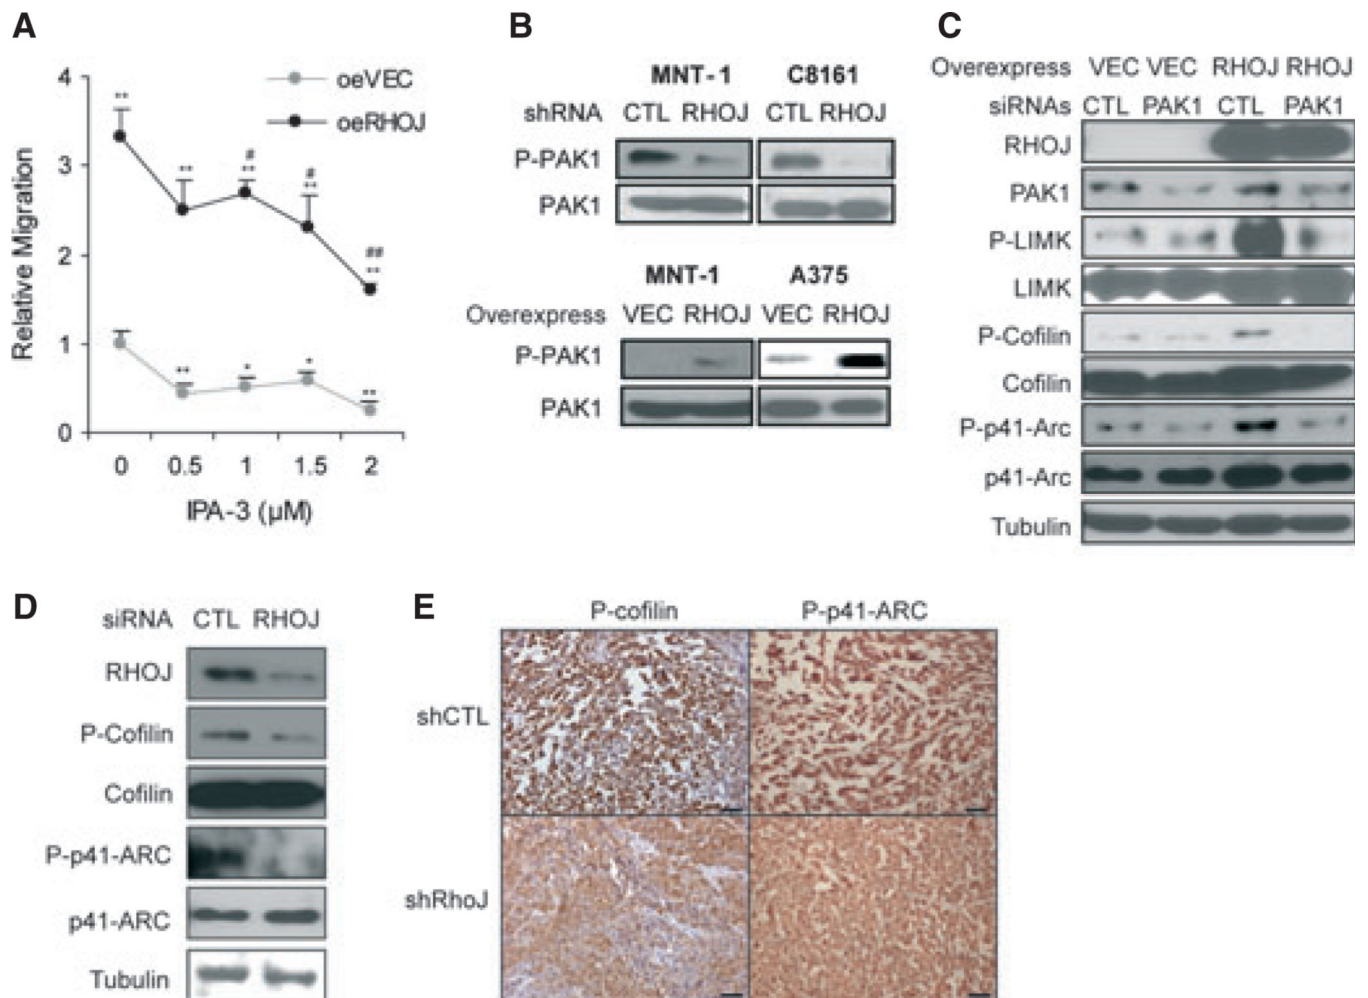 A
oeVEC
oeRHOJ
Relative Migration
4
3
2
1
0
**
**
#
**
#
**
##
**
**
*
*
**
0 0.5 1 1.5 2
IPA-3 (µM)
B
MNT-1 C8161
shRNA CTL RHOJ CTL RHOJ
P-PAK1
PAK1
MNT-1 A375
Overexpress VEC RHOJ VEC RHOJ
P-PAK1
PAK1
C
Overexpress VEC VEC RHOJ RHOJ
siRNAs CTL PAK1 CTL PAK1
RHOJ
PAK1
P-LIMK
LIMK
P-Cofilin
Cofilin
P-p41-Arc
p41-Arc
Tubulin
D
siRNA CTL RHOJ
RHOJ
P-Cofilin
Cofilin
P-p41-ARC
p41-ARC
Tubulin
E
P-cofilin P-p41-ARC
shCTL
shRhoJ